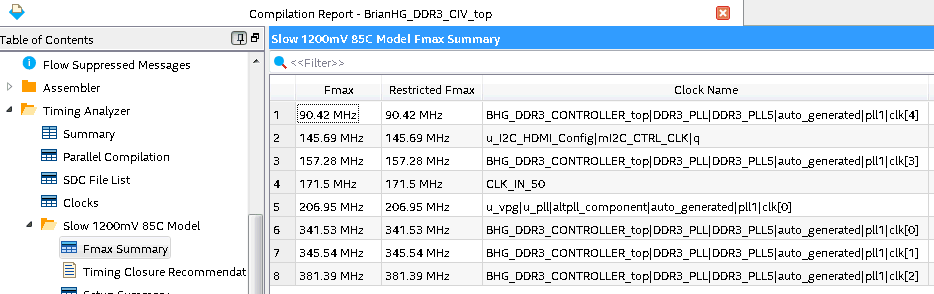 Compilation Report - BrianHG_DDR3_CIV_top
Table of Contents
Flow Suppressed Messages
Assembler
Timing Analyzer
Summary
Parallel Compilation
SDC File List
Clocks
Slow 1200mV 85C Model
Fmax Summary
Timing Closure Recommendat
Setup Summary
Slow 1200mV 85C Model Fmax Summary
<<Filter>>
Fmax Restricted Fmax Clock Name
1 90.42 MHz 90.42 MHz BHG_DDR3_CONTROLLER_top|DDR3_PLL|DDR3_PLL5|auto_generated|pll1|clk[4]
2 145.69 MHz 145.69 MHz u_I2C_HDMI_Config|mI2C_CTRL_CLK|q
3 157.28 MHz 157.28 MHz BHG_DDR3_CONTROLLER_top|DDR3_PLL|DDR3_PLL5|auto_generated|pll1|clk[3]
4 171.5 MHz 171.5 MHz CLK_IN_50
5 206.95 MHz 206.95 MHz u_vpg|u_pll|altpll_component|auto_generated|pll1|clk[0]
6 341.53 MHz 341.53 MHz BHG_DDR3_CONTROLLER_top|DDR3_PLL|DDR3_PLL5|auto_generated|pll1|clk[0]
7 345.54 MHz 345.54 MHz BHG_DDR3_CONTROLLER_top|DDR3_PLL|DDR3_PLL5|auto_generated|pll1|clk[1]
8 381.39 MHz 381.39 MHz BHG_DDR3_CONTROLLER_top|DDR3_PLL|DDR3_PLL5|auto_generated|pll1|clk[2]